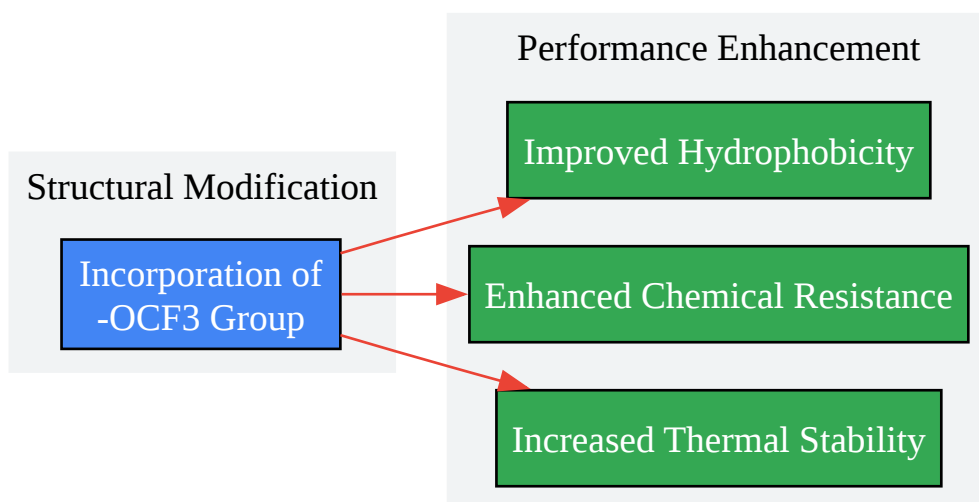 Structural Modification
Incorporation of
-OCF3 Group
Performance Enhancement
Improved Hydrophobicity
Enhanced Chemical Resistance
Increased Thermal Stability